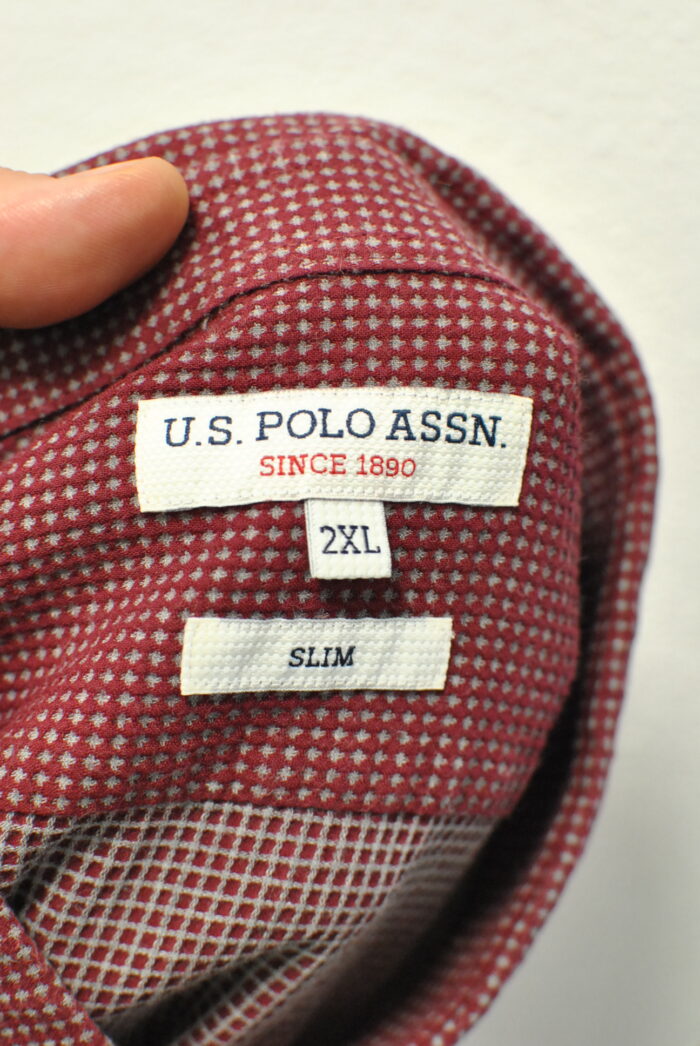 U.S. POLO ASSN.
SINCE 1890
2XL
SLIM